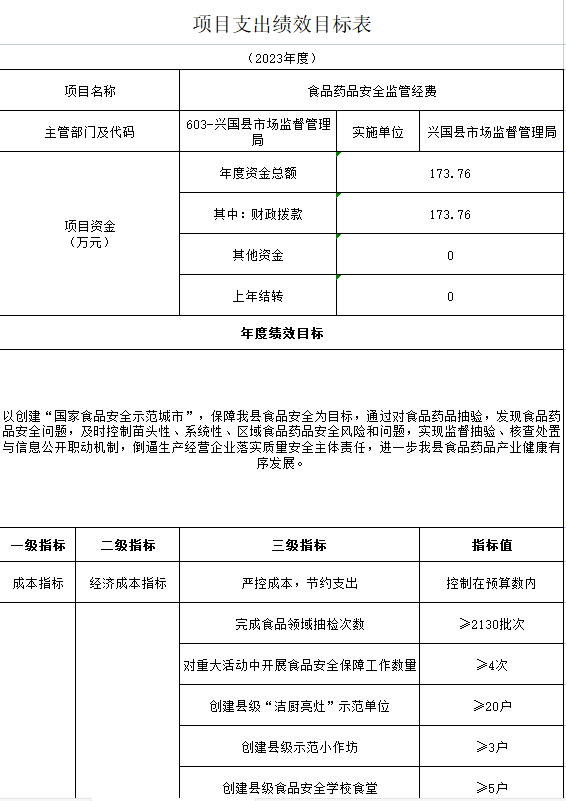 项目支出绩效目标表
（2023年度）
项目名称
食品药品安全监管经费
主管部门及代码
603-兴国县市场监督管理
局
实施单位
兴国县市场监督管理局
项目资金
（万元）
年度资金总额
173.76
其中：财政拨款
173.76
其他资金
0
上年结转
0
年度绩效目标
以创建“国家食品安全示范城市”，保障我县食品安全为目标，通过对食品药品抽验，发现食品药
品安全问题，及时控制苗头性、系统性、区域食品药品安全风险和问题，实现监督抽验、核查处置
与信息公开职动机制，倒逼生产经营企业落实质量安全主体责任，进一步我县食品药品产业健康有
序发展。
一级指标
二级指标
三级指标
指标值
成本指标
经济成本指标
严控成本，节约支出
控制在预算数内
完成食品领域抽检次数
≥2130批次
对重大活动中开展食品安全保障工作数量
≥4次
创建县级“洁厨亮灶”示范单位
≥20户
创建县级示范小作坊
≥3户
创建县级食品安全学校食堂
≥5户